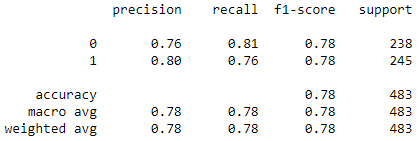 precision recall f1-score support
0 0.76 0.81 0.78 238
1 0.80 0.76 0.78 245
accuracy 0.78 483
macro avg 0.78 0.78 0.78 483
weighted avg 0.78 0.78 0.78 483